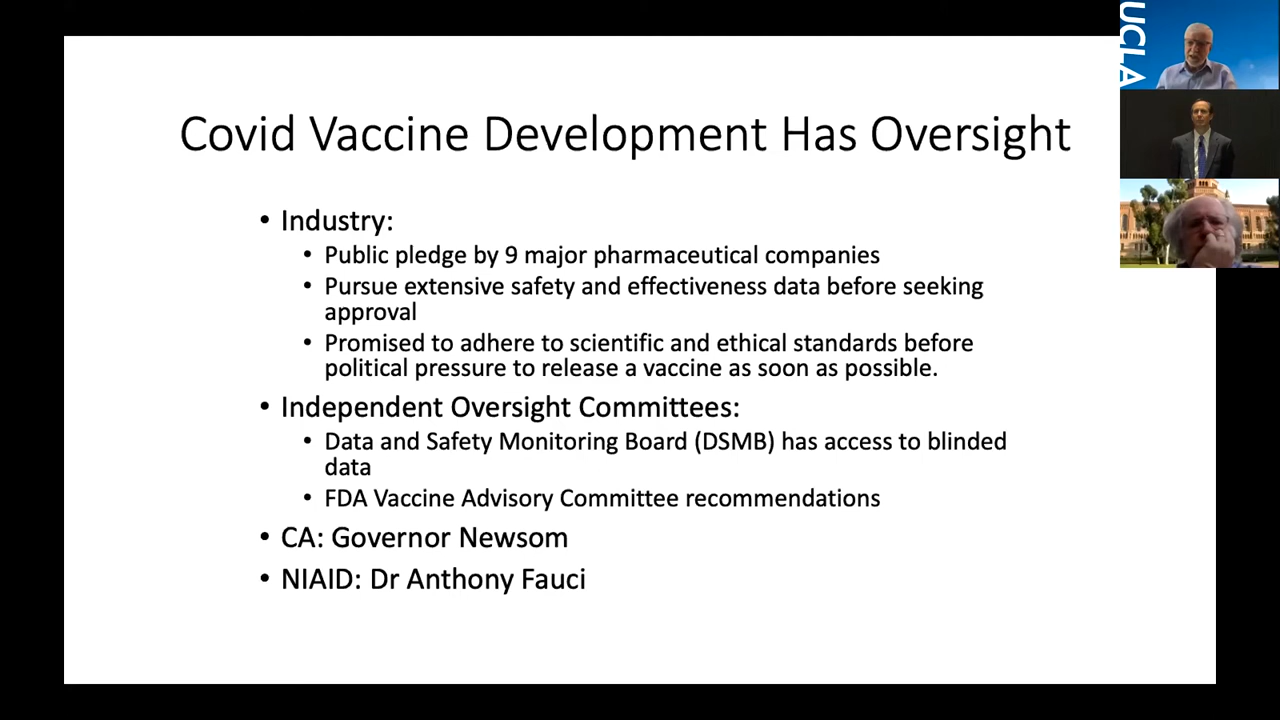 Covid Vaccine Development Has Oversight
• Industry:
• Public pledge by 9 major pharmaceutical companies
• Pursue extensive safety and effectiveness data before seeking
approval
• Promised to adhere to scientific and ethical standards before
political pressure to release a vaccine as soon as possible.
• Independent Oversight Committees:
• Data and Safety Monitoring Board (DSMB) has access to blinded
data
• FDA Vaccine Advisory Committee recommendations
• CA: Governor Newsom
• NIAID: Dr Anthony Fauci
UCLA